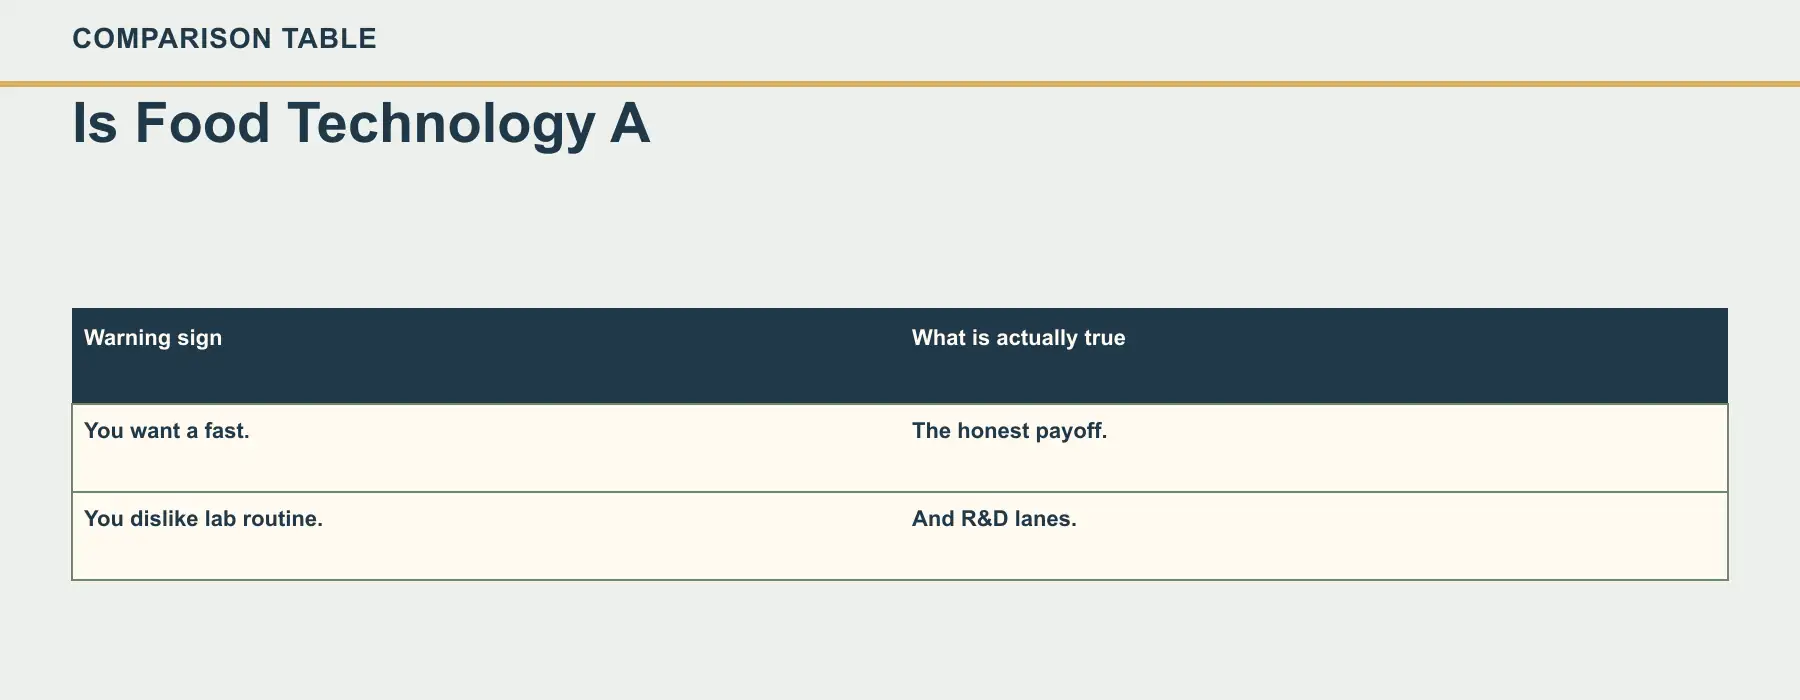 COMPARISON TABLE
Is Food Technology A
Warning sign What is actually true
You want a fast. The honest payoff.
You dislike lab routine. And R&D lanes.